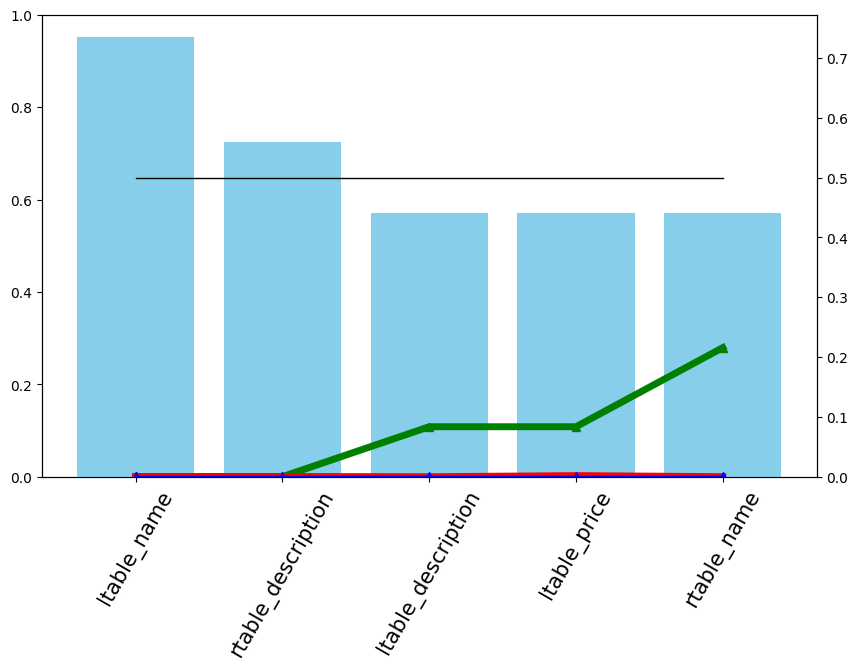 1.0
0.8
0.6
0.4
0.2
0.0
0.7
0.6
0.5
0.4
0.3
0.2
0.1
0.0
ltable_name
rtable_description
ltable_description
ltable_price
rtable_name